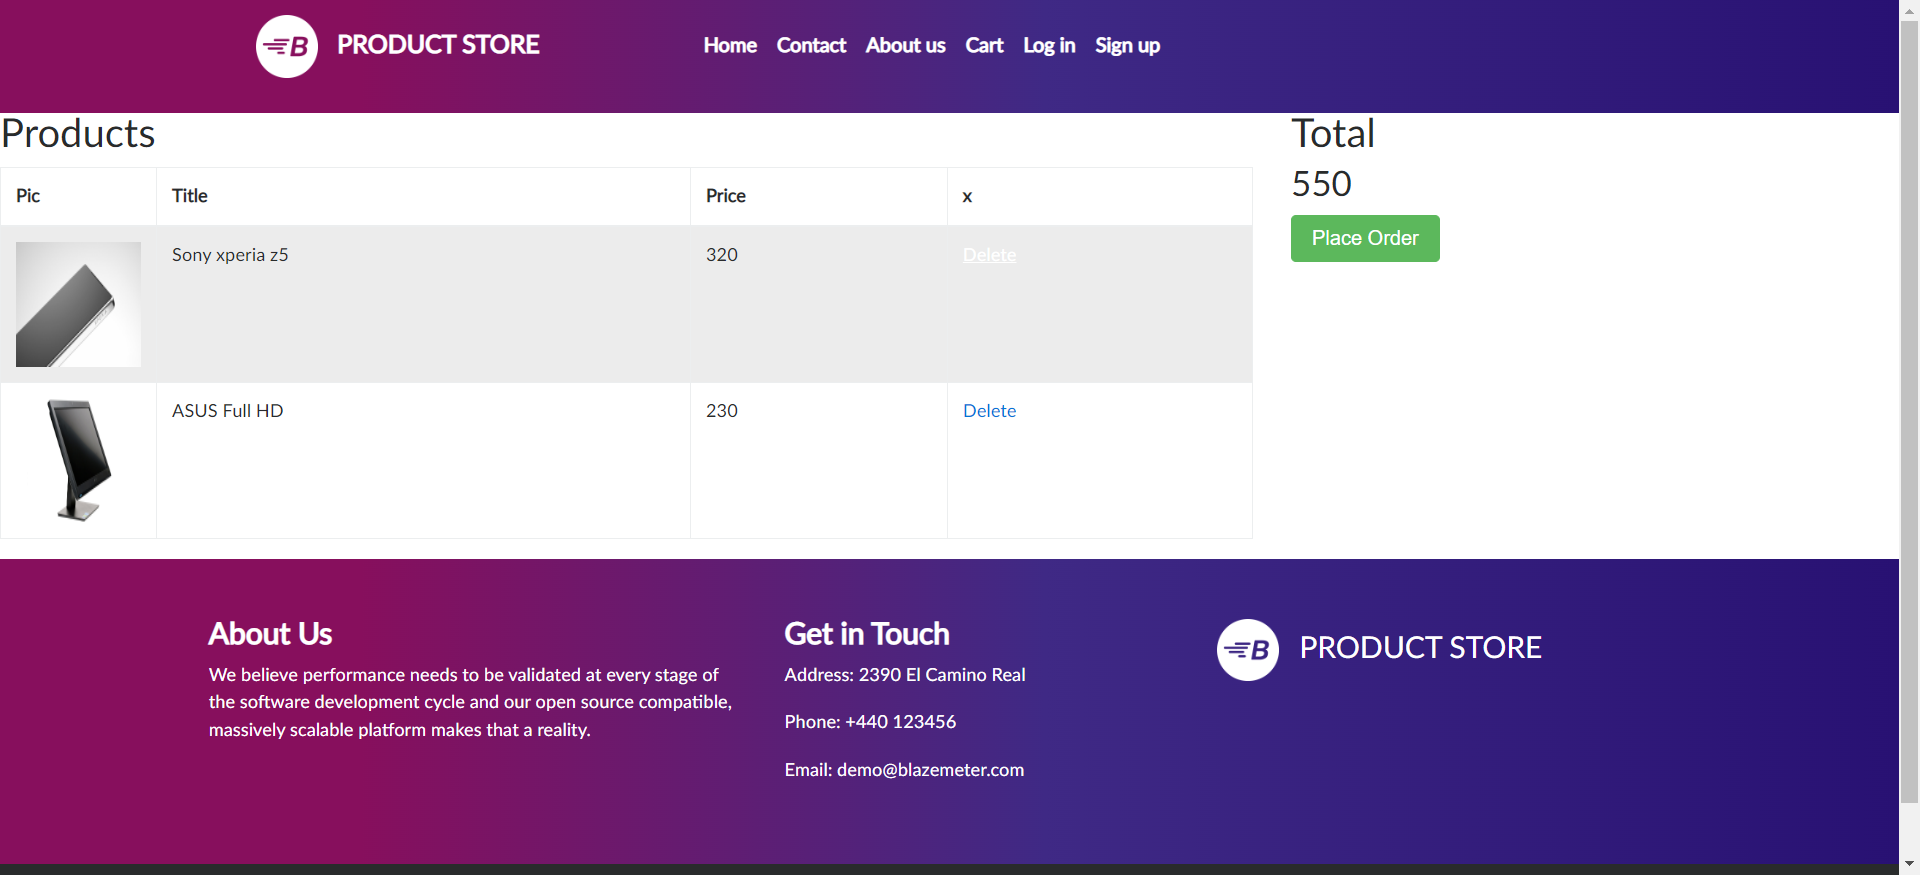 B PRODUCT STORE Home Contact About us Cart Log in Sign up
Products
Pic Title Price x
Sony xperia z5 320 Delete
ASUS Full HD 230 Delete
Total
550
Place Order
About Us
We believe performance needs to be validated at every stage of
the software development cycle and our open source compatible,
massively scalable platform makes that a reality.
Get in Touch
Address: 2390 El Camino Real
Phone: +440 123456
Email: demo@blazemeter.com
B PRODUCT STORE